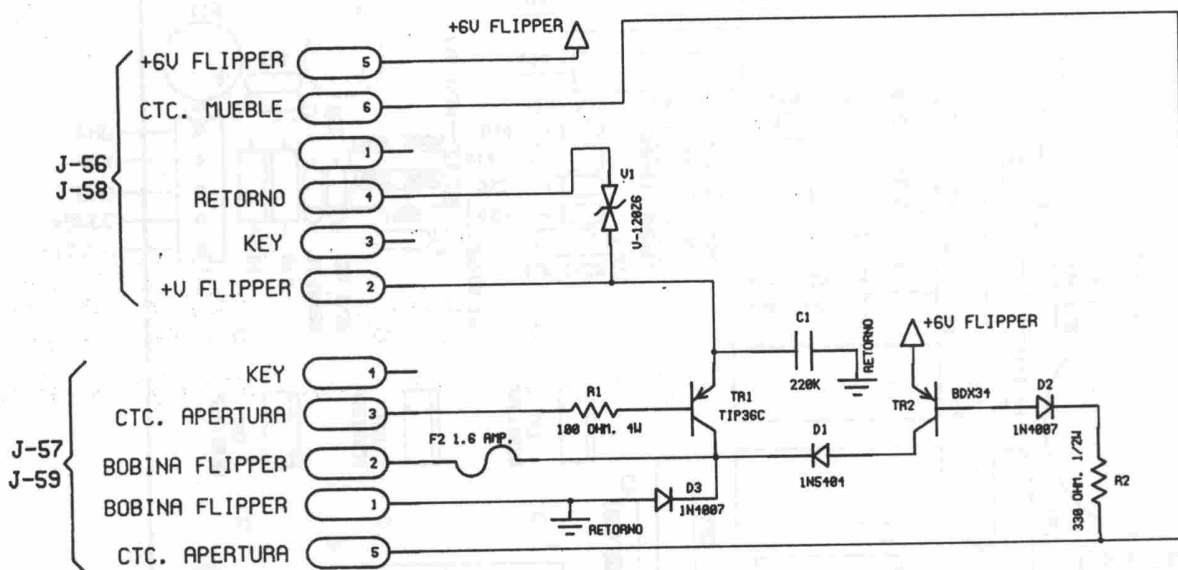 +6V FLIPPER
+6V FLIPPER 5
CTC. MUEBLE 6
1
J-56
J-58
RETORNO 4
V1
V-120Z6
KEY 3
+V FLIPPER 2
C1
220K
RETORNO
+6V FLIPPER
KEY 4
CTC. APERTURA 3
R1
100 OHM. 4W
TR1
TIP36C
TR2
BDX34
D2
1N4007
J-57
J-59
BOBINA FLIPPER 2
F2 1.6 AMP.
D1
1N5404
330 OHM. 1/2W
R2
BOBINA FLIPPER 1
RETORNO
D3
1N4007
CTC. APERTURA 5